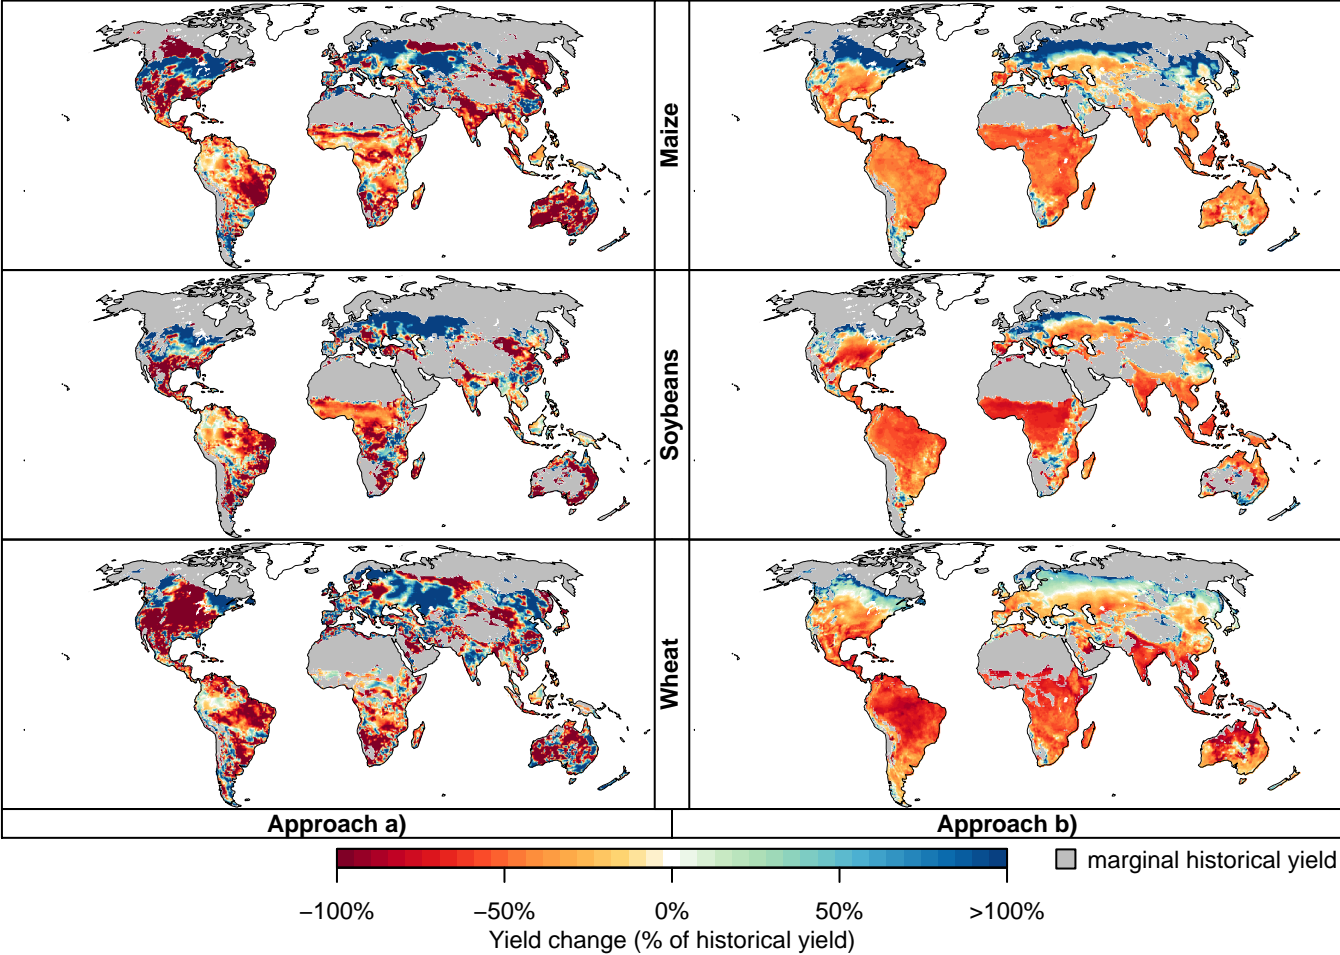 Maize
Soybeans
Wheat
Approach a)
Approach b)
marginal historical yield
−100%
−50%
0%
50%
>100%
Yield change (% of historical yield)